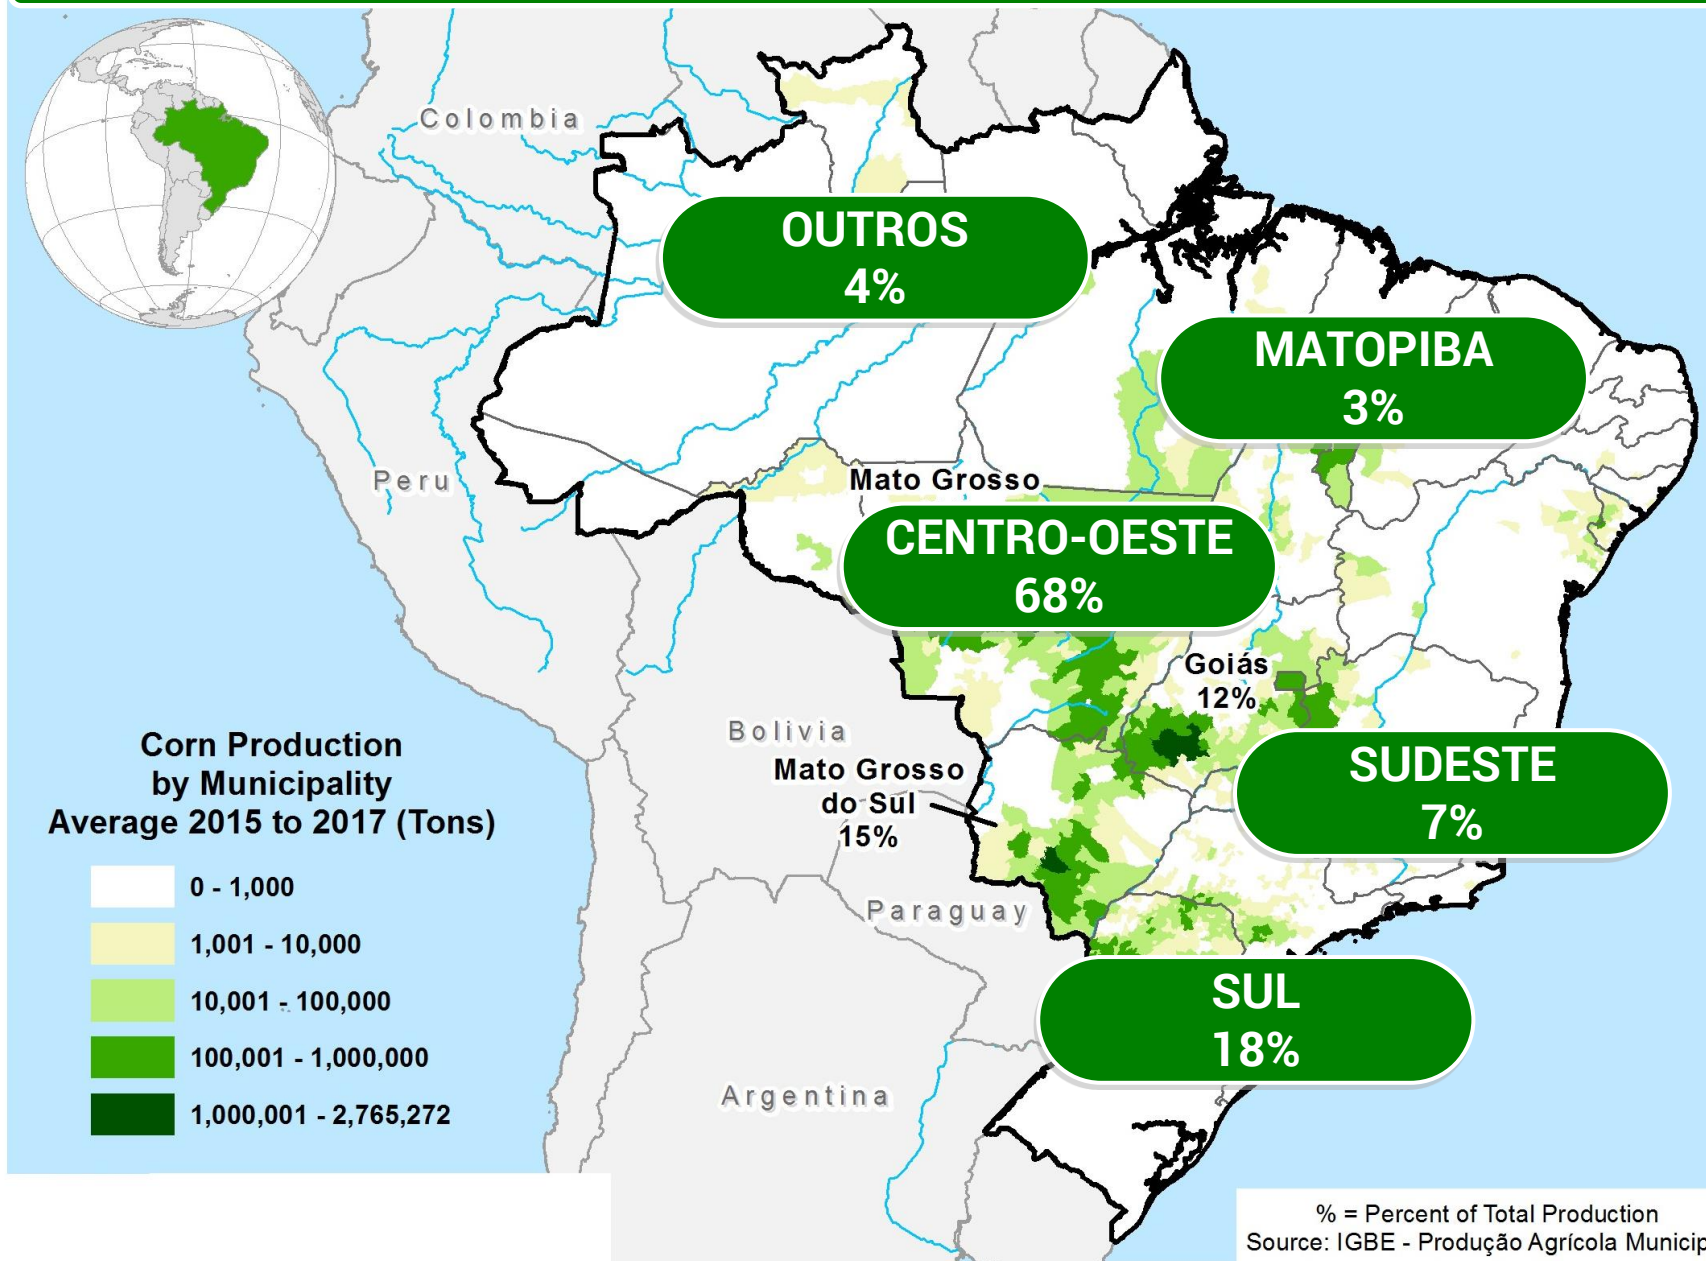 Colombia
OUTROS
4%
MATOPIBA
3%
Peru
Mato Grosso
CENTRO-OESTE
68%
Goiás
12%
Bolivia
Mato Grosso
do Sul
15%
SUDESTE
7%
Paraguay
SUL
18%
Argentina
Corn Production
by Municipality
Average 2015 to 2017 (Tons)
0 - 1,000
1,001 - 10,000
10,001 - 100,000
100,001 - 1,000,000
1,000,001 - 2,765,272
% = Percent of Total Production
Source: IGBE - Produção Agrícola Municip